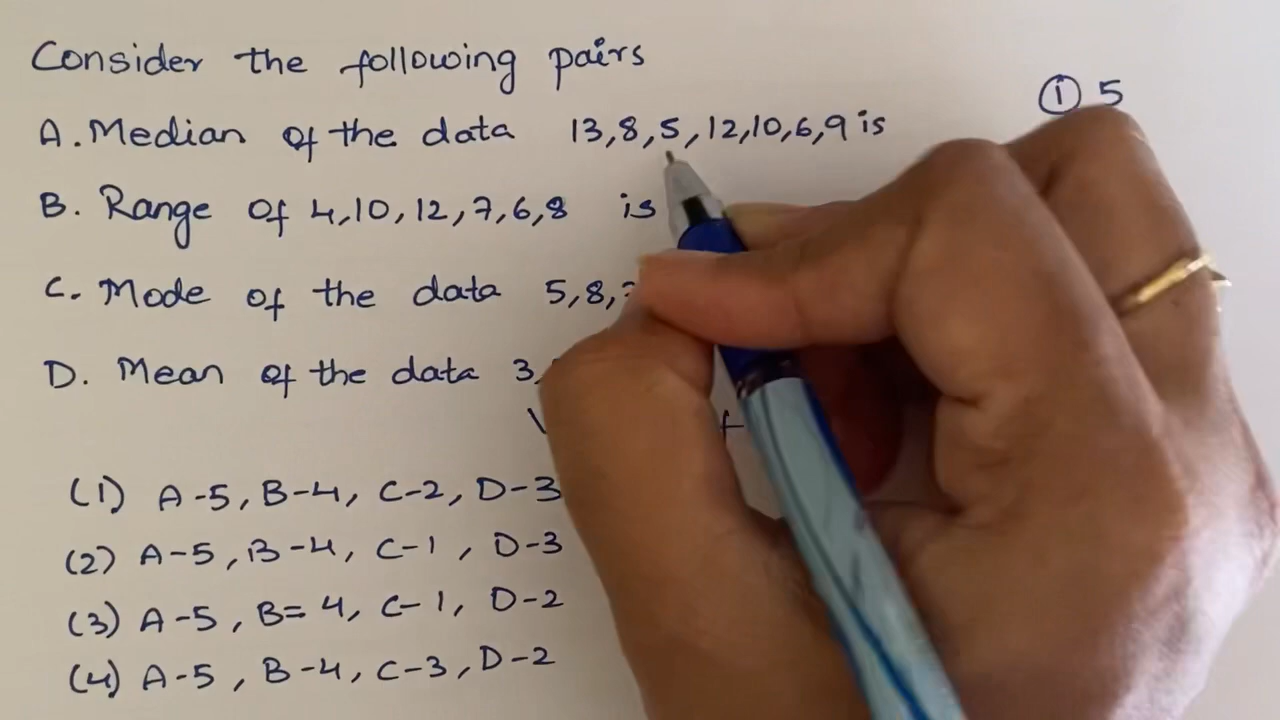 Consider the following pairs
A. Median of the data 13,8,5,12,10,6,9 is
① 5
B. Range of 4,10,12,7,6,8 is
C. Mode of the data 5,8,
D. Mean of the data 3,
(1) A-5, B-4, C-2, D-3
(2) A-5, B-4, C-1, D-3
(3) A-5, B=4, C-1, D-2
(4) A-5, B-4, C-3, D-2